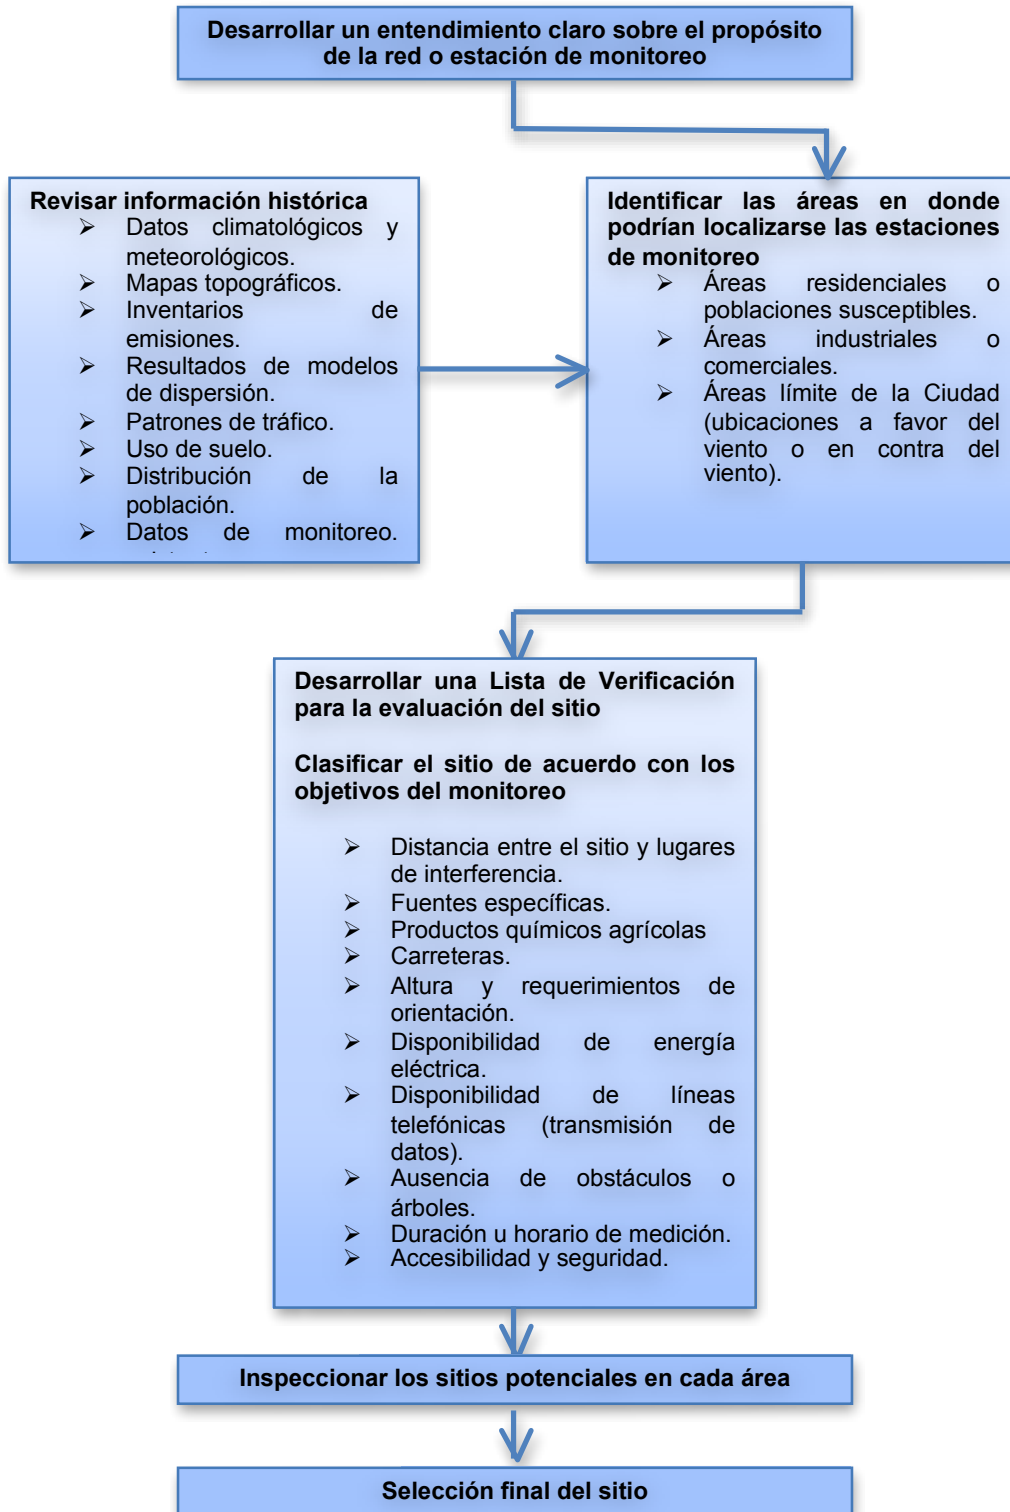 Desarrollar un entendimiento claro sobre el propósito
de la red o estación de monitoreo
Revisar información histórica
➢ Datos climatológicos y
meteorológicos.
➢ Mapas topográficos.
➢ Inventarios de
emisiones.
➢ Resultados de modelos
de dispersión.
➢ Patrones de tráfico.
➢ Uso de suelo.
➢ Distribución de la
población.
➢ Datos de monitoreo.
Identificar las áreas en donde
podrían localizarse las estaciones
de monitoreo
➢ Áreas residenciales o
poblaciones susceptibles.
➢ Áreas industriales o
comerciales.
➢ Áreas límite de la Ciudad
(ubicaciones a favor del
viento o en contra del
viento).
Desarrollar una Lista de Verificación
para la evaluación del sitio
Clasificar el sitio de acuerdo con los
objetivos del monitoreo
➢ Distancia entre el sitio y lugares
de interferencia.
➢ Fuentes específicas.
➢ Productos químicos agrícolas
➢ Carreteras.
➢ Altura y requerimientos de
orientación.
➢ Disponibilidad de energía
eléctrica.
➢ Disponibilidad de líneas
telefónicas (transmisión de
datos).
➢ Ausencia de obstáculos o
árboles.
➢ Duración u horario de medición.
➢ Accesibilidad y seguridad.
Inspeccionar los sitios potenciales en cada área
Selección final del sitio